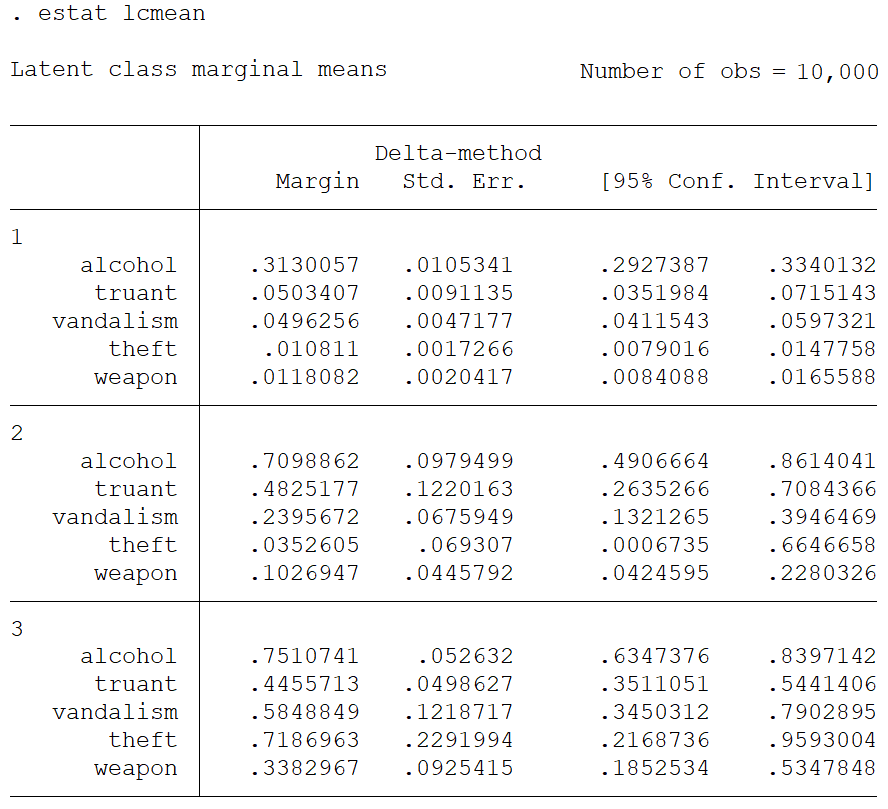 . estat lcmean
Latent class marginal means Number of obs = 10,000
Delta-method
Margin Std. Err. [95% Conf. Interval]
1
alcohol .3130057 .0105341 .2927387 .3340132
truant .0503407 .0091135 .0351984 .0715143
vandalism .0496256 .0047177 .0411543 .0597321
theft .010811 .0017266 .0079016 .0147758
weapon .0118082 .0020417 .0084088 .0165588
2
alcohol .7098862 .0979499 .4906664 .8614041
truant .4825177 .1220163 .2635266 .7084366
vandalism .2395672 .0675949 .1321265 .3946469
theft .0352605 .069307 .0006735 .6646658
weapon .1026947 .0445792 .0424595 .2280326
3
alcohol .7510741 .052632 .6347376 .8397142
truant .4455713 .0498627 .3511051 .5441406
vandalism .5848849 .1218717 .3450312 .7902895
theft .7186963 .2291994 .2168736 .9593004
weapon .3382967 .0925415 .1852534 .5347848